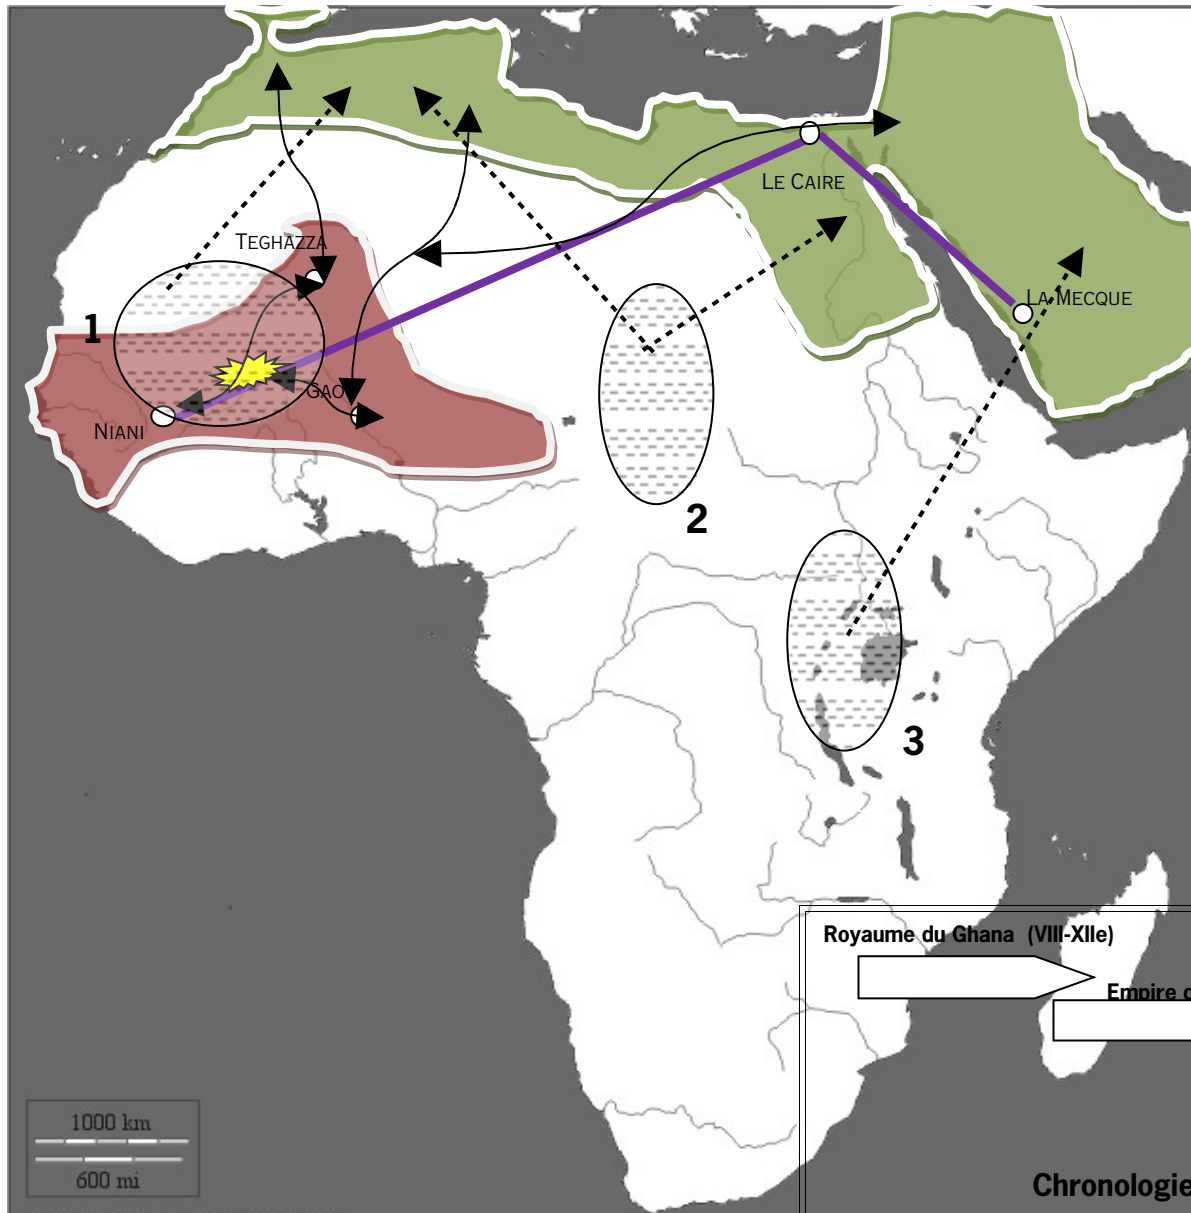 LE CAIRE
TEGHAZZA
LA MECQUE
1
GAO
NIANI
2
3
Royaume du Ghana (VIII-XIIe)
Empire d
1000 km
600 mi
Chronologie